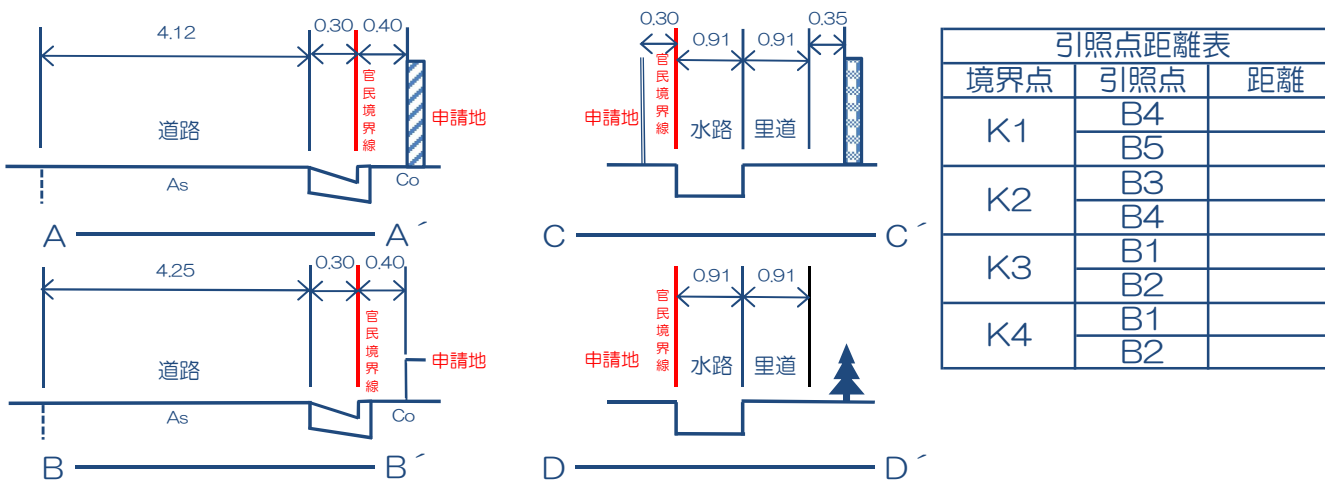 4.12
0.30
0.40
官民境界線
道路
申請地
As
Co
A A´
0.30
0.91
0.91
0.35
官民境界線
申請地
水路
里道
C C´
4.25
0.30
0.40
官民境界線
道路
申請地
As
Co
B B´
0.91
0.91
官民境界線
申請地
水路
里道
D D´
引照点距離表
境界点 引照点 距離
K1 B4
B5
K2 B3
B4
K3 B1
B2
K4 B1
B2